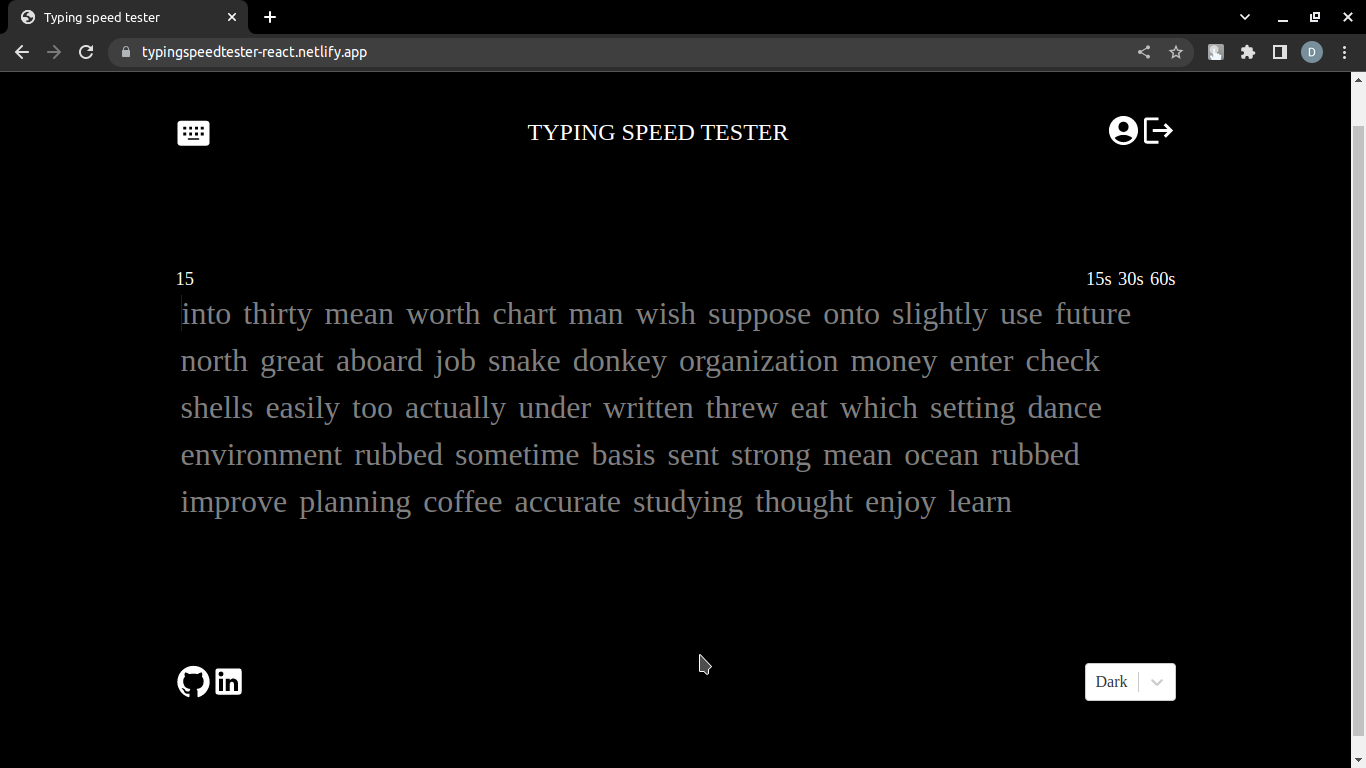 Typing speed tester
typingspeedtester-react.netlify.app
D
TYPING SPEED TESTER
15
15s 30s 60s
into thirty mean worth chart man wish suppose onto slightly use future
north great aboard job snake donkey organization money enter check
shells easily too actually under written threw eat which setting dance
environment rubbed sometime basis sent strong mean ocean rubbed
improve planning coffee accurate studying thought enjoy learn
in
Dark